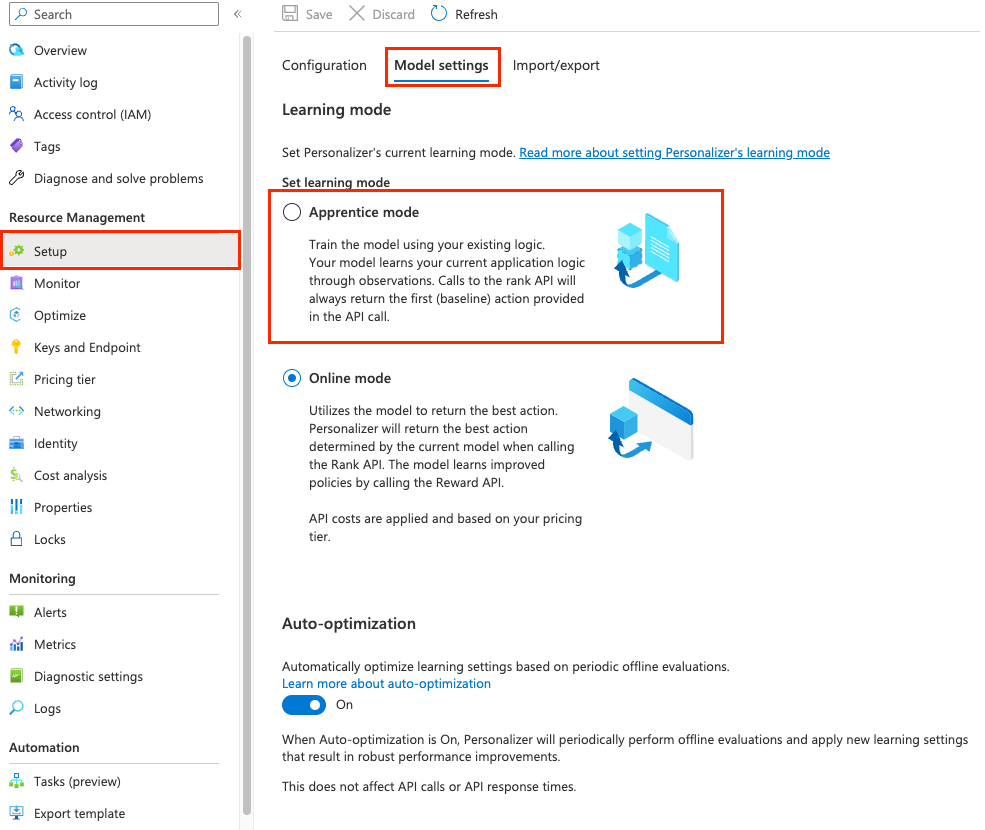 Search
«
Overview
Activity log
Access control (IAM)
Tags
Diagnose and solve problems
Resource Management
Setup
Monitor
Optimize
Keys and Endpoint
Pricing tier
Networking
Identity
Cost analysis
Properties
Locks
Monitoring
Alerts
Metrics
Diagnostic settings
Logs
Automation
Tasks (preview)
Export template
Save Discard Refresh
Configuration Model settings Import/export
Learning mode
Set Personalizer's current learning mode. Read more about setting Personalizer's learning mode
Set learning mode
Apprentice mode
Train the model using your existing logic.
Your model learns your current application logic
through observations. Calls to the rank API will
always return the first (baseline) action provided
in the API call.
Online mode
Utilizes the model to return the best action.
Personalizer will return the best action
determined by the current model when calling
the Rank API. The model learns improved
policies by calling the Reward API.
API costs are applied and based on your pricing
tier.
Auto-optimization
Automatically optimize learning settings based on periodic offline evaluations.
Learn more about auto-optimization
On
When Auto-optimization is On, Personalizer will periodically perform offline evaluations and apply new learning settings
that result in robust performance improvements.
This does not affect API calls or API response times.